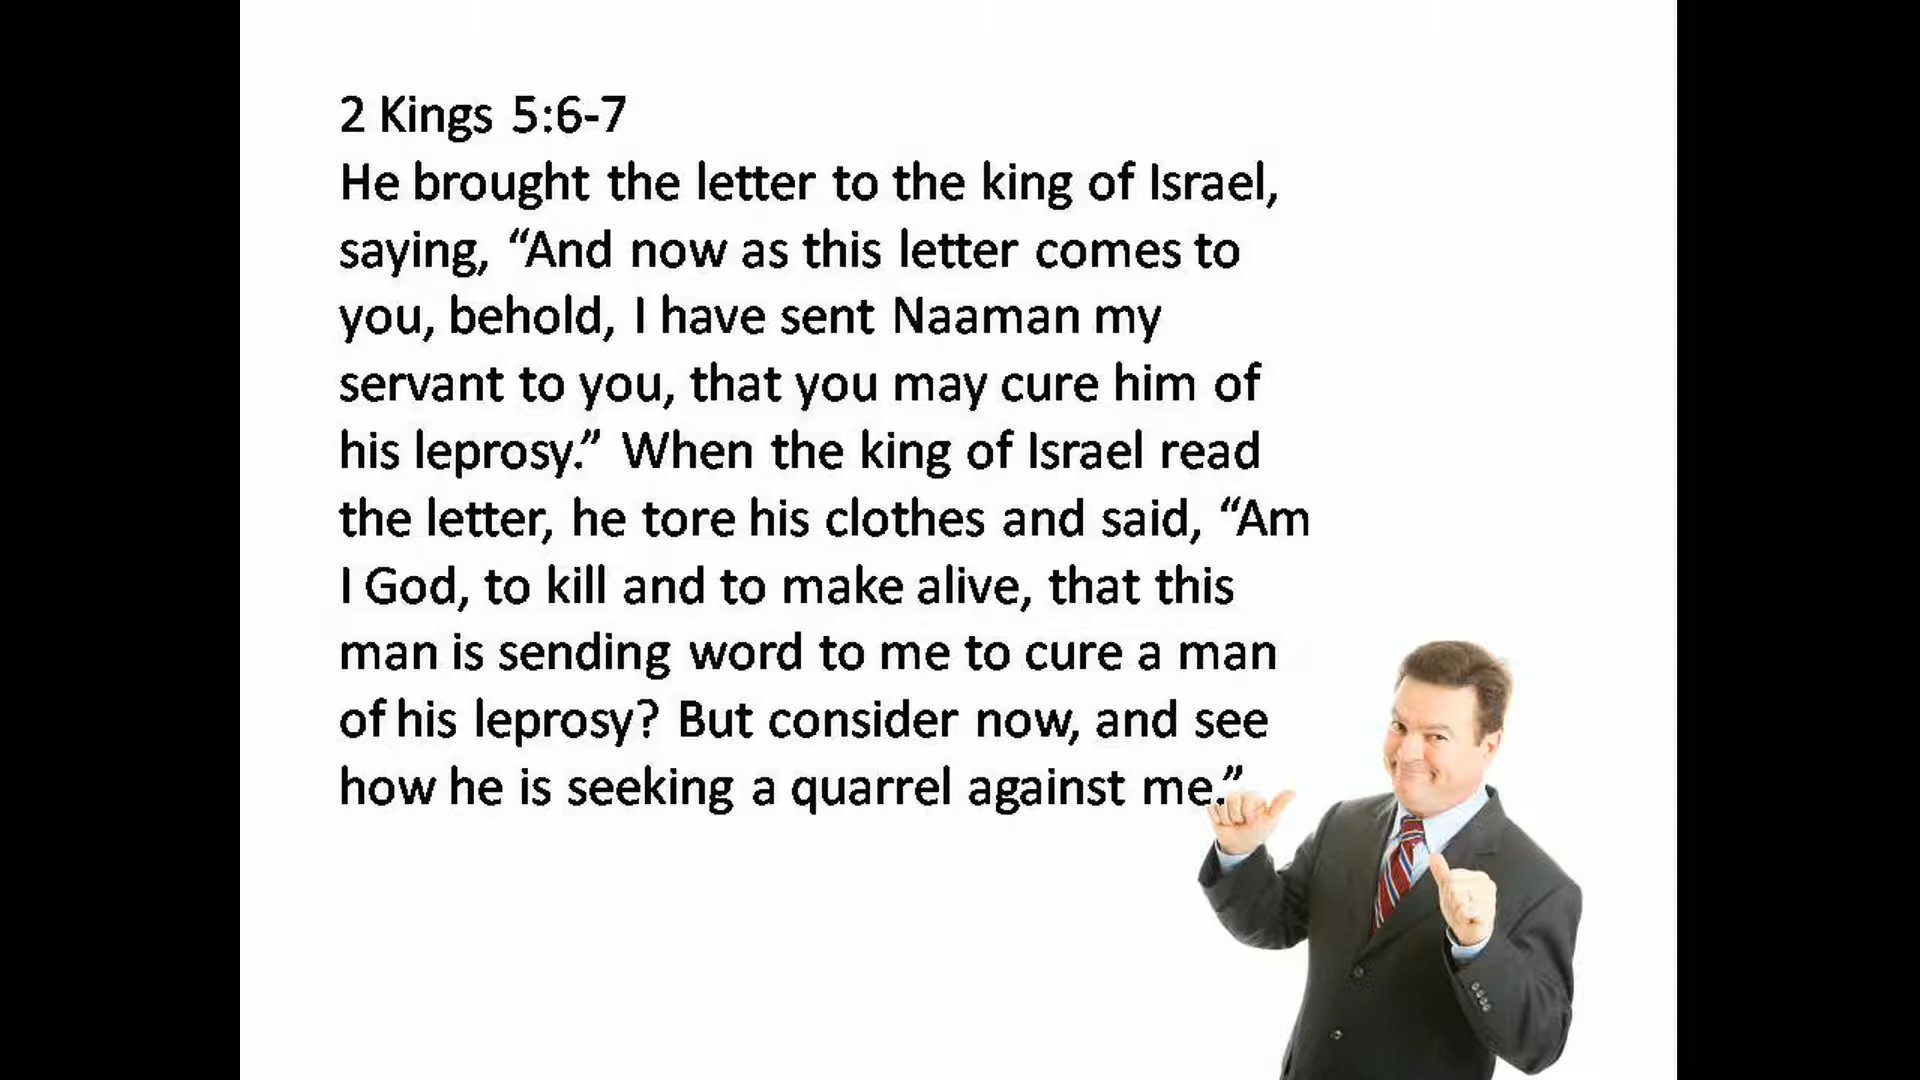 2 Kings 5:6-7
He brought the letter to the king of Israel,
saying, “And now as this letter comes to
you, behold, I have sent Naaman my
servant to you, that you may cure him of
his leprosy.” When the king of Israel read
the letter, he tore his clothes and said, “Am
I God, to kill and to make alive, that this
man is sending word to me to cure a man
of his leprosy? But consider now, and see
how he is seeking a quarrel against me.”